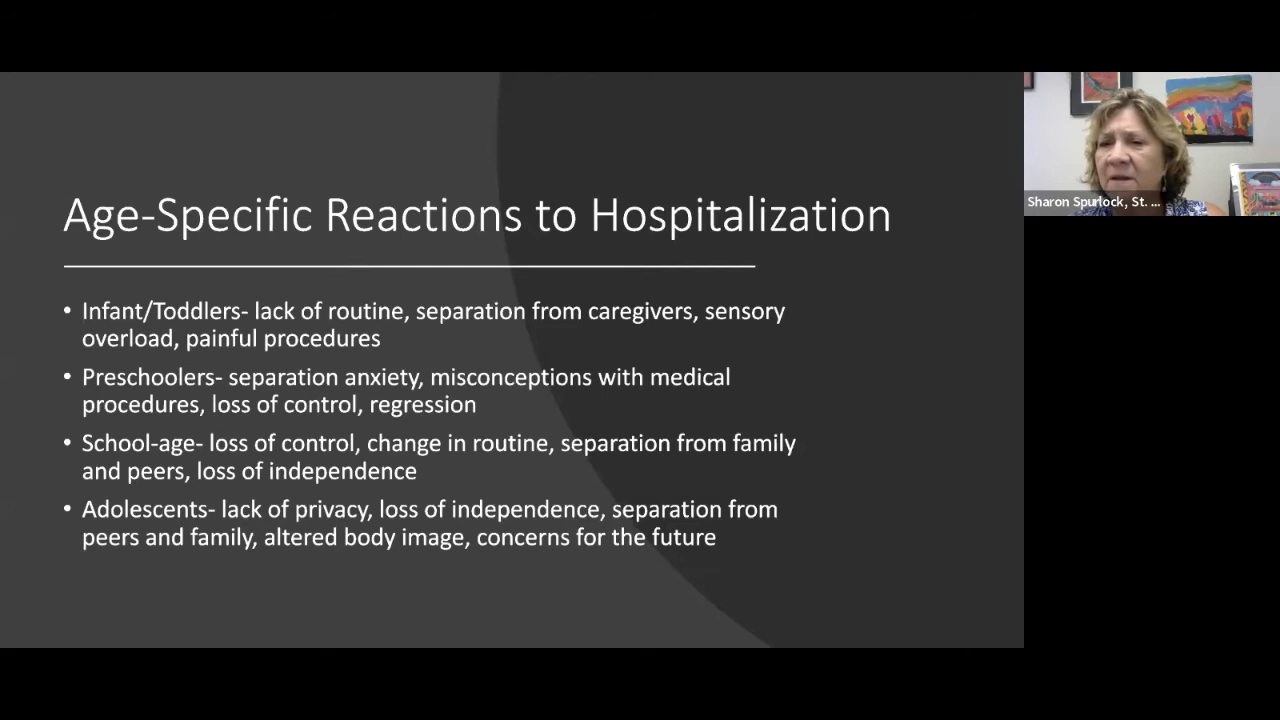 Age-Specific Reactions to Hospitalization
• Infant/Toddlers- lack of routine, separation from caregivers, sensory
overload, painful procedures
• Preschoolers- separation anxiety, misconceptions with medical
procedures, loss of control, regression
• School-age- loss of control, change in routine, separation from family
and peers, loss of independence
• Adolescents- lack of privacy, loss of independence, separation from
peers and family, altered body image, concerns for the future
Sharon Spurlock, St. ...